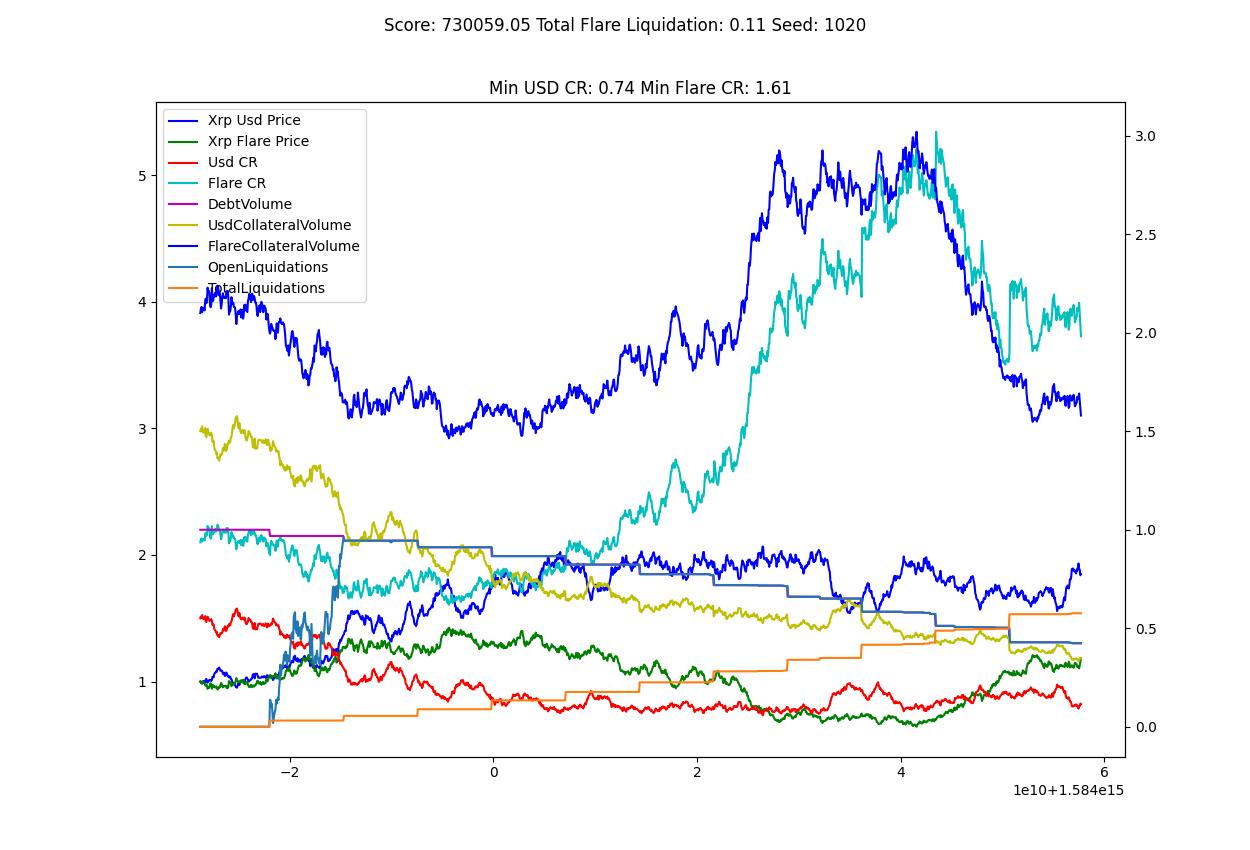 Score: 730059.05 Total Flare Liquidation: 0.11 Seed: 1020
Min USD CR: 0.74 Min Flare CR: 1.61
Xrp Usd Price
Xrp Flare Price
Usd CR
Flare CR
DebtVolume
UsdCollateralVolume
FlareCollateralVolume
OpenLiquidations
TotalLiquidations
5
4
3
2
1
3.0
2.5
2.0
1.5
1.0
0.5
0.0
−2
0
2
4
6
1e10+1.584e15